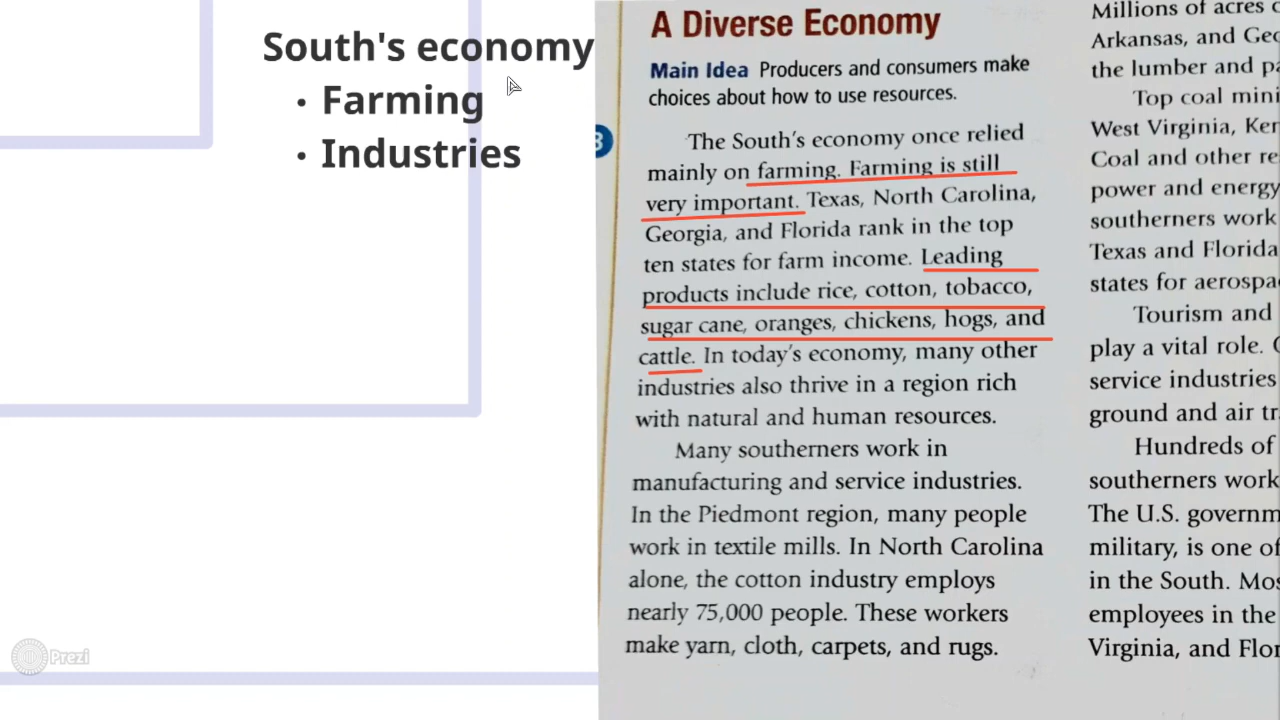 South's economy
• Farming
• Industries
A Diverse Economy
Main Idea Producers and consumers make
choices about how to use resources.
The South's economy once relied
mainly on farming. Farming is still
very important. Texas, North Carolina,
Georgia, and Florida rank in the top
ten states for farm income. Leading
products include rice, cotton, tobacco,
sugar cane, oranges, chickens, hogs, and
cattle. In today's economy, many other
industries also thrive in a region rich
with natural and human resources.
Many southerners work in
manufacturing and service industries.
In the Piedmont region, many people
work in textile mills. In North Carolina
alone, the cotton industry employs
nearly 75,000 people. These workers
make yarn, cloth, carpets, and rugs.
Millions of acres
Arkansas, and
the lumber and
Top coal
West Virginia,
Coal and other
power and energy
southerners work
Texas and Florida
states for
Tourism and
play a vital role.
service industries
ground and air
Hundreds of
southerners work
The U.S.
military, is one of
in the South.
employees in the
Virginia, and
Prezi